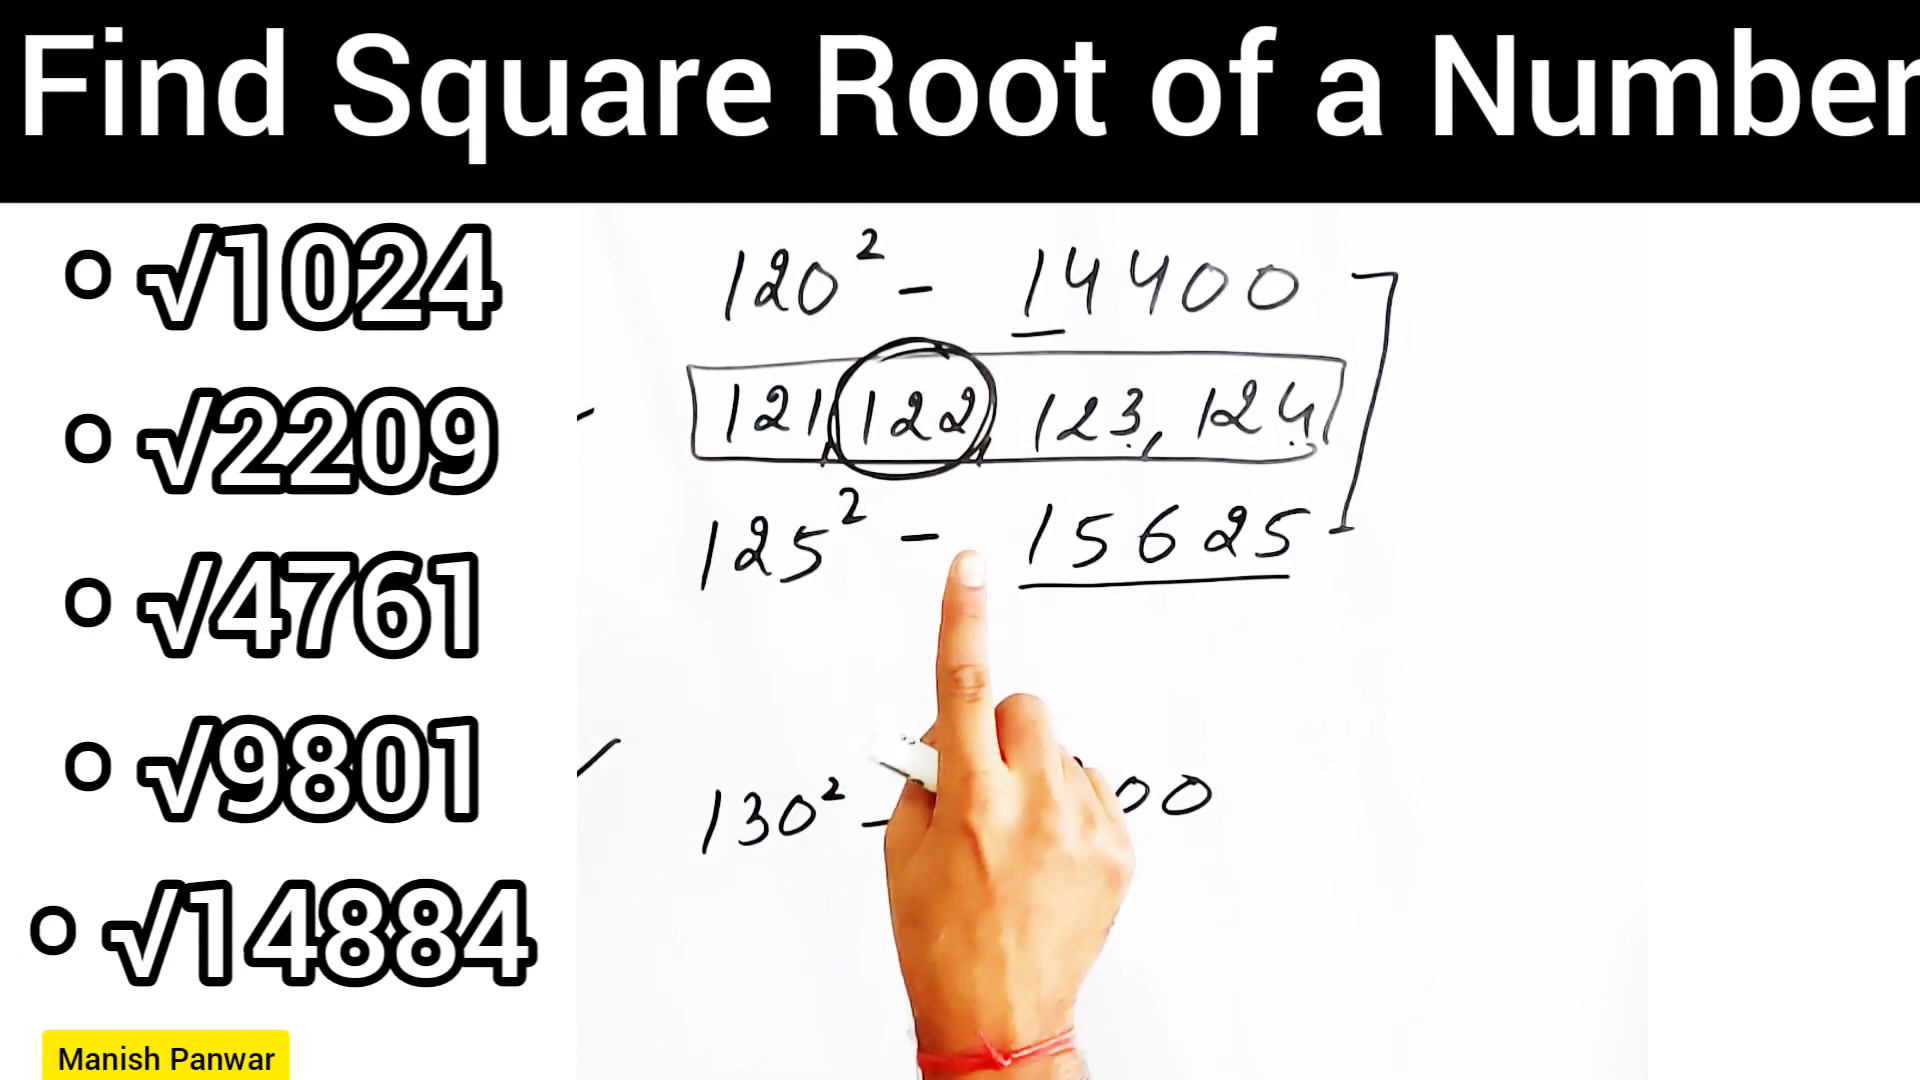 Find Square Root of a Number
√1024
√2209
√4761
√9801
√14884
Manish Panwar
120² - 14400
121, 122, 123, 124
125² - 15625
130² - 00